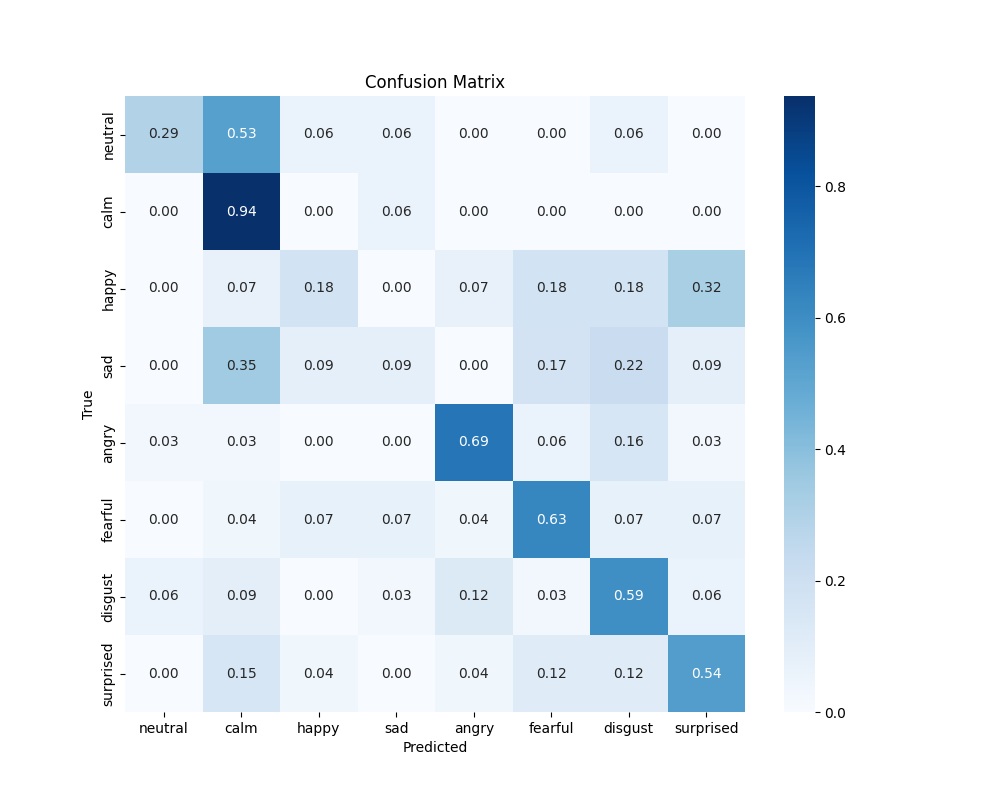 Confusion Matrix
neutral 0.29 0.53 0.06 0.06 0.00 0.00 0.06 0.00
calm 0.00 0.94 0.00 0.06 0.00 0.00 0.00 0.00
happy 0.00 0.07 0.18 0.00 0.07 0.18 0.18 0.32
sad 0.00 0.35 0.09 0.09 0.00 0.17 0.22 0.09
angry 0.03 0.03 0.00 0.00 0.69 0.06 0.16 0.03
fearful 0.00 0.04 0.07 0.07 0.04 0.63 0.07 0.07
disgust 0.06 0.09 0.00 0.03 0.12 0.03 0.59 0.06
surprised 0.00 0.15 0.04 0.00 0.04 0.12 0.12 0.54
neutral calm happy sad angry fearful disgust surprised
Predicted
True
0.8
0.6
0.4
0.2
0.0